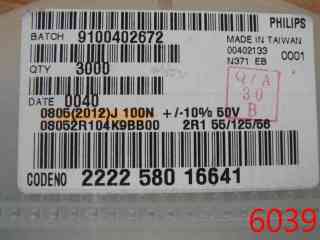 PHILIPS
BATCH 9100402672
MADE IN TAIWAN
00402133
N371 EB 0001
QTY 3000
Q/A
30
B
DATE 0040
0805(2012)J 100N +/-10% 50V
08052R104K9BB00 2R1 55/125/56
CODENO 2222 580 16641
6039